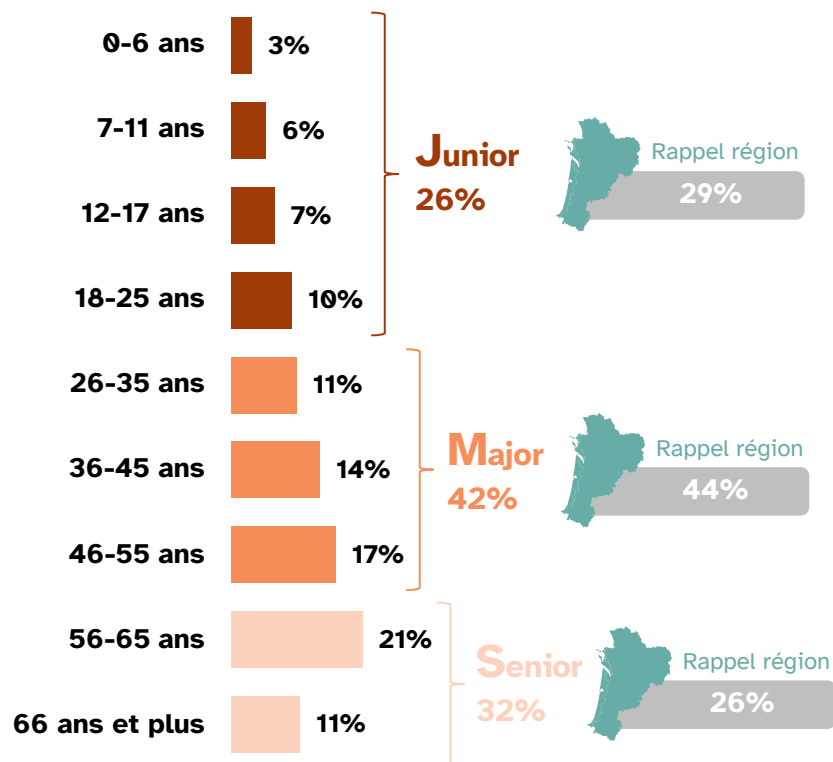 0-6 ans 3%
7-11 ans 6%
12-17 ans 7%
18-25 ans 10%
Junior
26%
Rappel région
29%
26-35 ans 11%
36-45 ans 14%
46-55 ans 17%
Major
42%
Rappel région
44%
56-65 ans 21%
66 ans et plus 11%
Senior
32%
Rappel région
26%